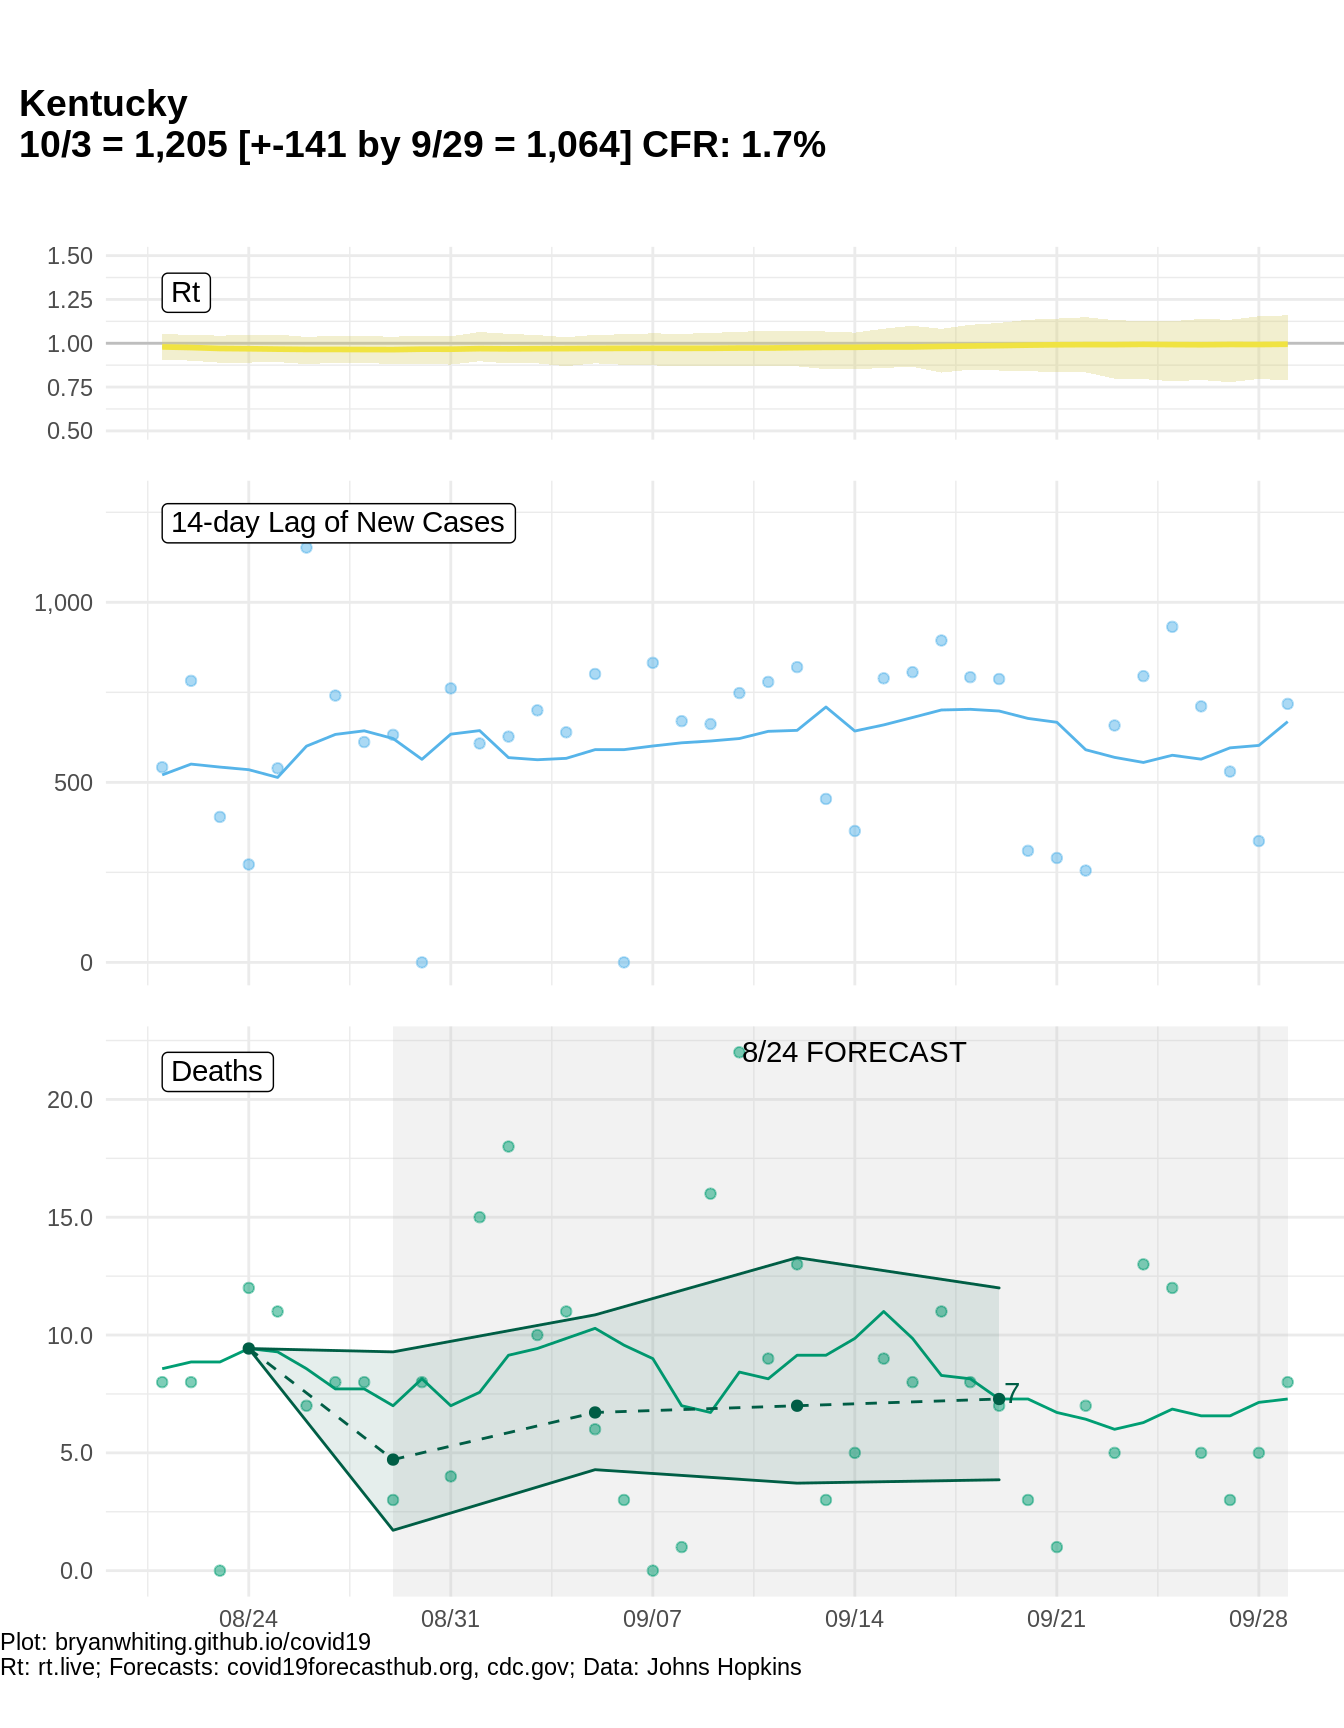 Kentucky
10/3 = 1,205 [+-141 by 9/29 = 1,064] CFR: 1.7%
1.50
Rt
1.25
1.00
0.75
0.50
14-day Lag of New Cases
1,000
500
0
8/24 FORECAST
Deaths
20.0
15.0
10.0
7
5.0
0.0
08/24 08/31 09/07 09/14 09/21 09/28
Plot: bryanwhiting.github.io/covid19
Rt: rt.live; Forecasts: covid19forecasthub.org, cdc.gov; Data: Johns Hopkins